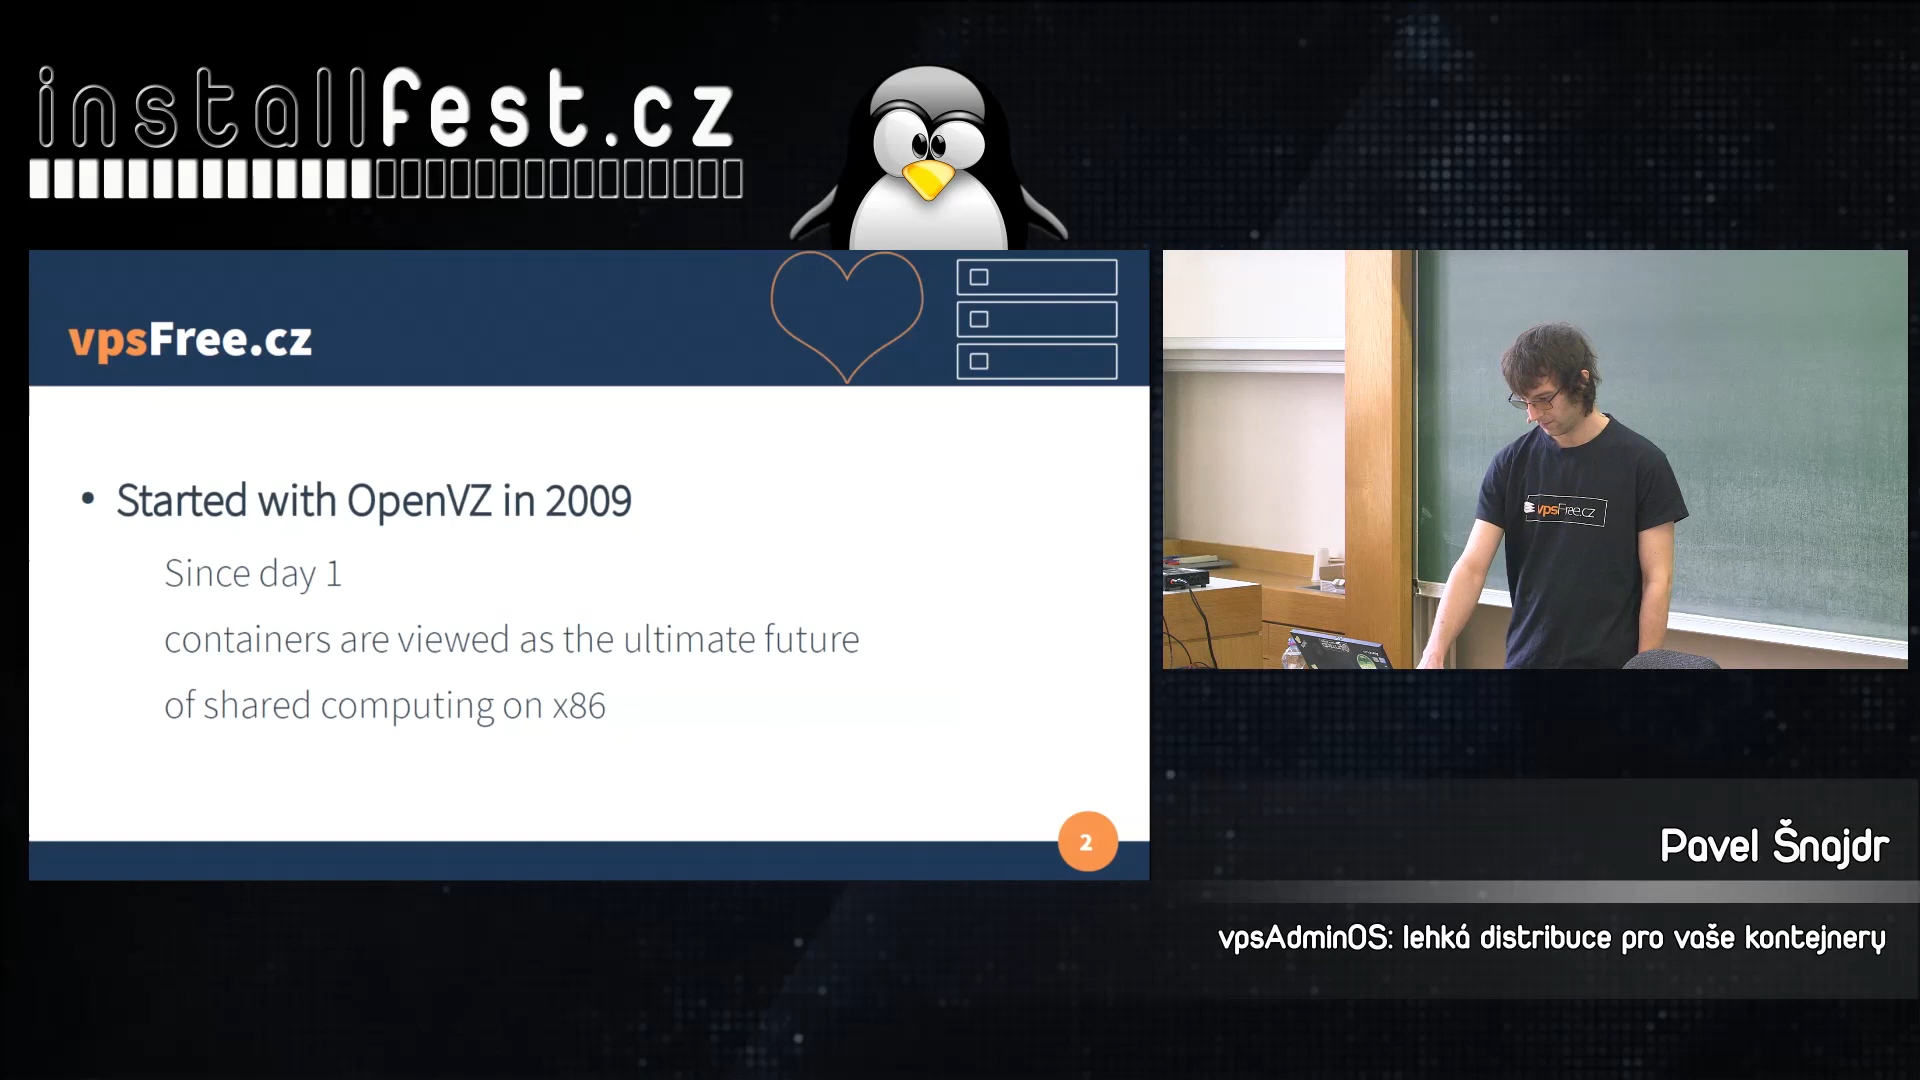 installfest.cz
vpsFree.cz
• Started with OpenVZ in 2009
Since day 1
containers are viewed as the ultimate future
of shared computing on x86
2
vpsFree.cz
Pavel Šnajdr
vpsAdminOS: lehká distribuce pro vaše kontejnery